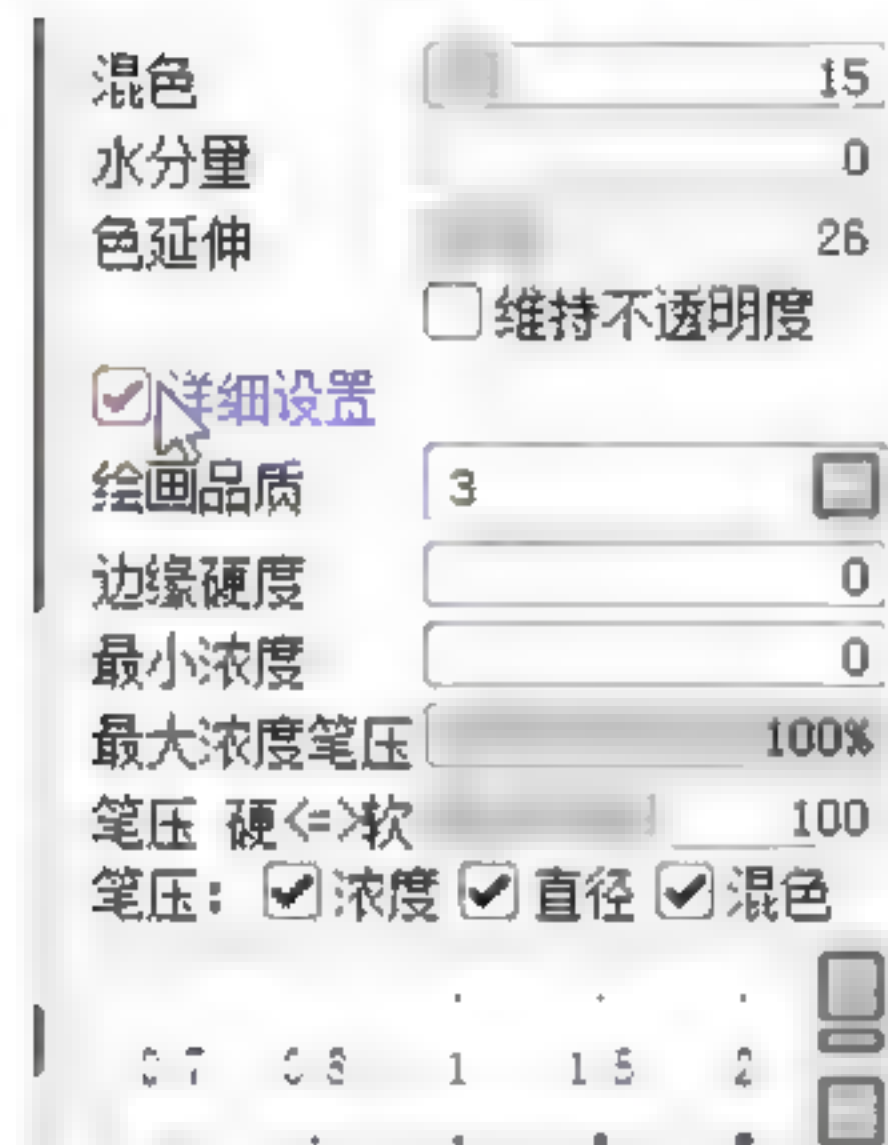 混色 15
水分量 0
色延伸 26
维持不透明度
详细设置
绘画品质 3
边缘硬度 0
最小浓度 0
最大浓度笔压 100%
笔压 硬<=>软 100
笔压: 浓度 直径 混色
1 1.5 2